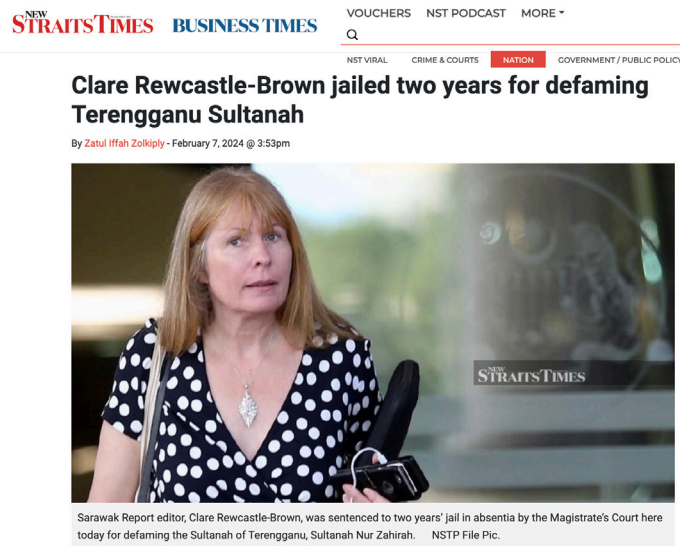 NEW
STRAITS TIMES
BUSINESS TIMES
VOUCHERS NST PODCAST MORE
NST VIRAL CRIME & COURTS NATION GOVERNMENT / PUBLIC POLICY
Clare Rewcastle-Brown jailed two years for defaming
Terengganu Sultanah
By Zatul Iffah Zolkiply - February 7, 2024 @ 3:53pm
NEW
STRAITS TIMES
Sarawak Report editor, Clare Rewcastle-Brown, was sentenced to two years' jail in absentia by the Magistrate's Court here
today for defaming the Sultanah of Terengganu, Sultanah Nur Zahirah. NSTP File Pic.